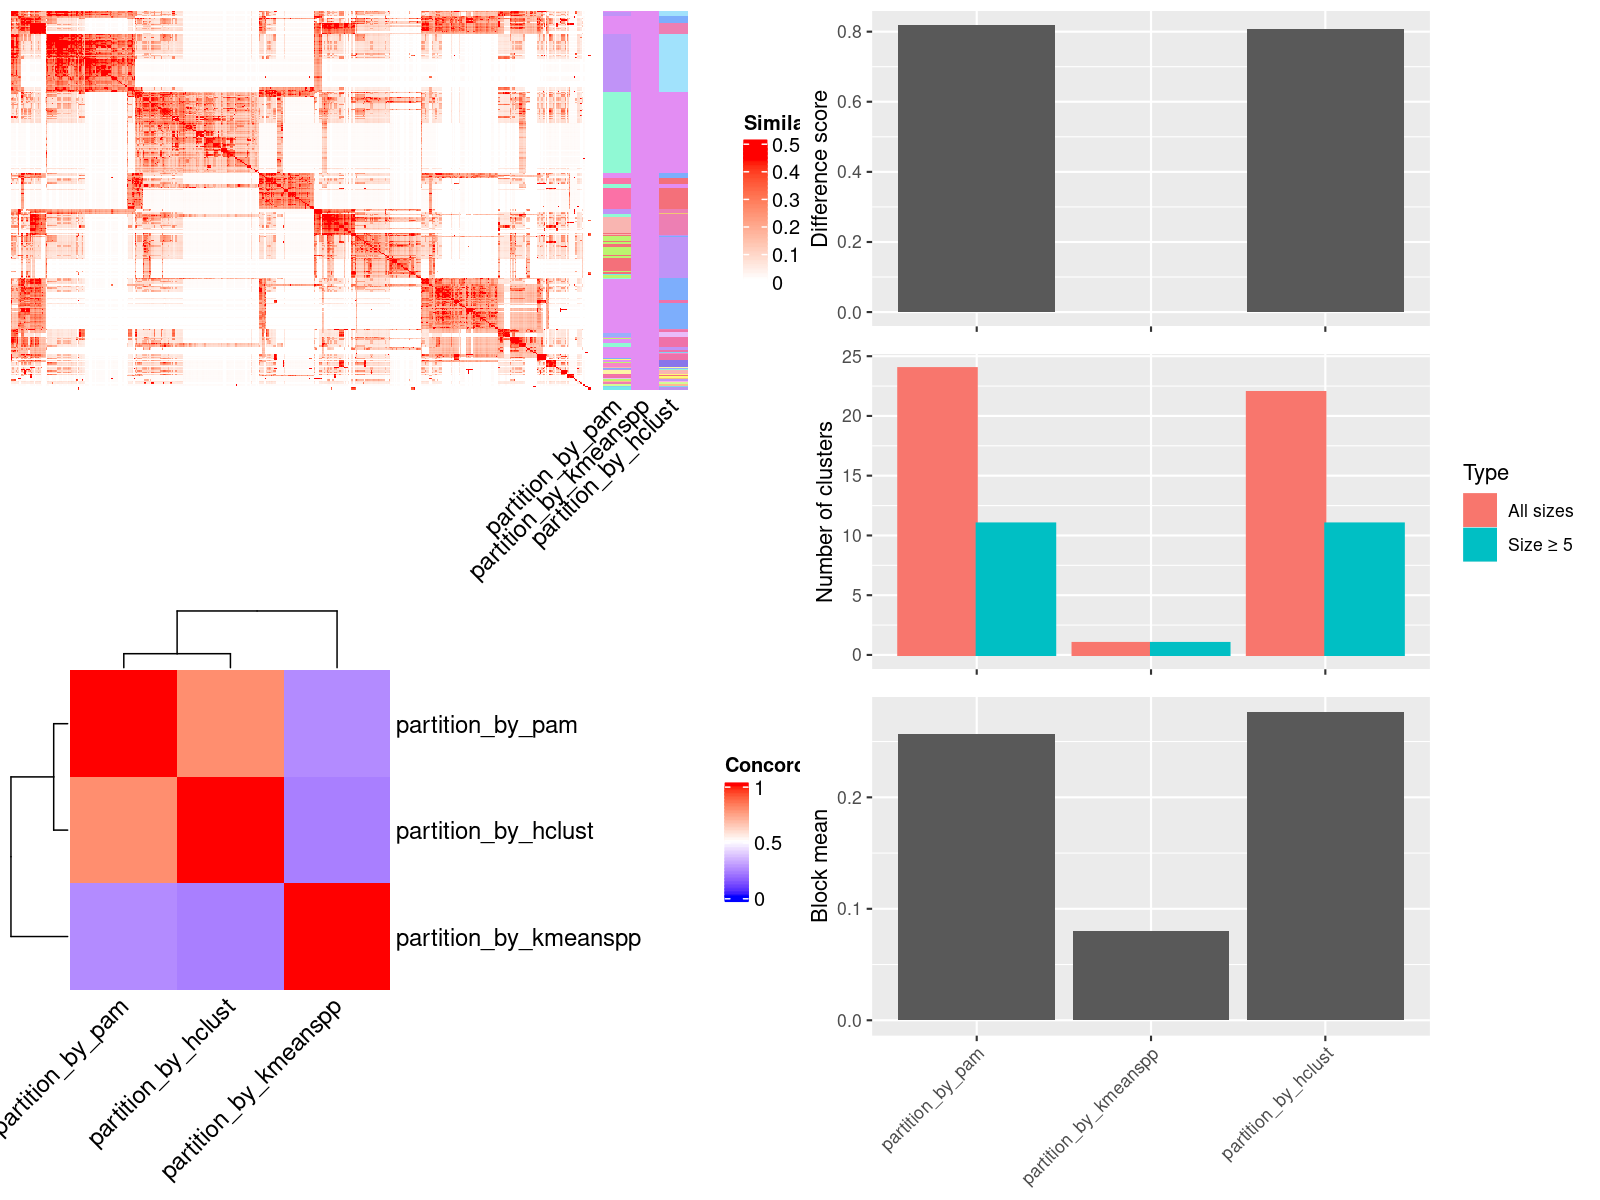 Simila
0.5
0.4
0.3
0.2
0.1
0
partition_by_pam
partition_by_kmeanspp
partition_by_hclust
Difference score
0.8
0.6
0.4
0.2
0.0
Number of clusters
25
20
15
10
5
0
Type
All sizes
Size ≥ 5
partition_by_pam
partition_by_hclust
partition_by_kmeanspp
partition_by_pam
partition_by_hclust
partition_by_kmeanspp
Concord
1
0.5
0
Block mean
0.2
0.1
0.0
partition_by_pam
partition_by_kmeanspp
partition_by_hclust